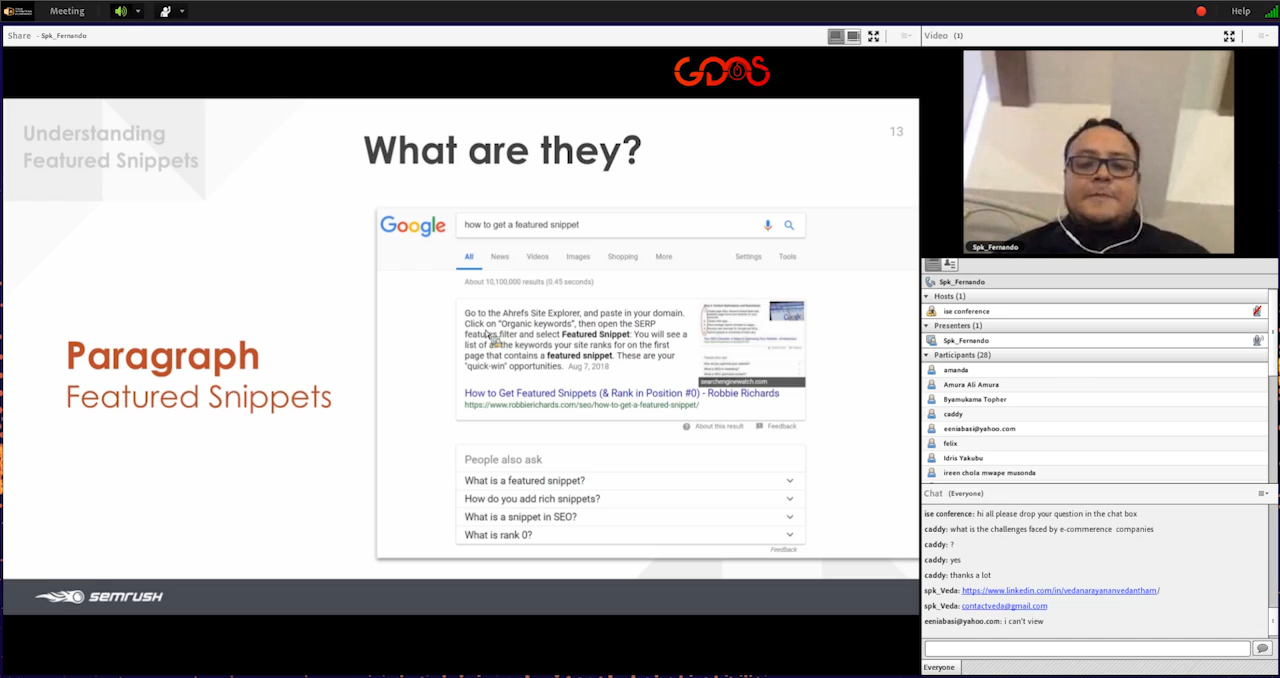 Meeting
Help
Share - Spk_Fernando
Video (1)
GDOS
Understanding
Featured Snippets
What are they?
13
Paragraph
Featured Snippets
Google
how to get a featured snippet
All News Videos Images Shopping More Settings Tools
About 10,100,000 results (0.45 seconds)
Go to the Ahrefs Site Explorer, and paste in your domain.
Click on "Organic keywords", then open the SERP
filter and select Featured Snippet. You will see a
list of the keywords your site ranks for on the first
page that contains a featured snippet. These are your
"quick-win" opportunities. Aug 7, 2018
searchenginewatch.com
How to Get Featured Snippets (& Rank in Position #0) - Robbie Richards
https://www.robbierichards.com/seo/how-to-get-a-featured-snippet/
About this result Feedback
People also ask
What is a featured snippet?
How do you add rich snippets?
What is a snippet in SEO?
What is rank 0?
Feedback
SEMRUSH
Spk_Fernando
Spk_Fernando
Hosts (1)
ise conference
Presenters (1)
Spk_Fernando
Participants (28)
amanda
Amura Ali Amura
Byamukama Topher
caddy
eeniabasi@yahoo.com
felix
Idris Yakubu
ireen chola mwape musonda
Chat (Everyone)
ise conference: hi all please drop your question in the chat box
caddy: what is the challenges faced by e-commerence companies
caddy: ?
caddy: yes
caddy: thanks a lot
spk_Veda: https://www.linkedin.com/in/vedanarayananvedantham/
spk_Veda: contactveda@gmail.com
eeniabasi@yahoo.com: i can't view
Everyone